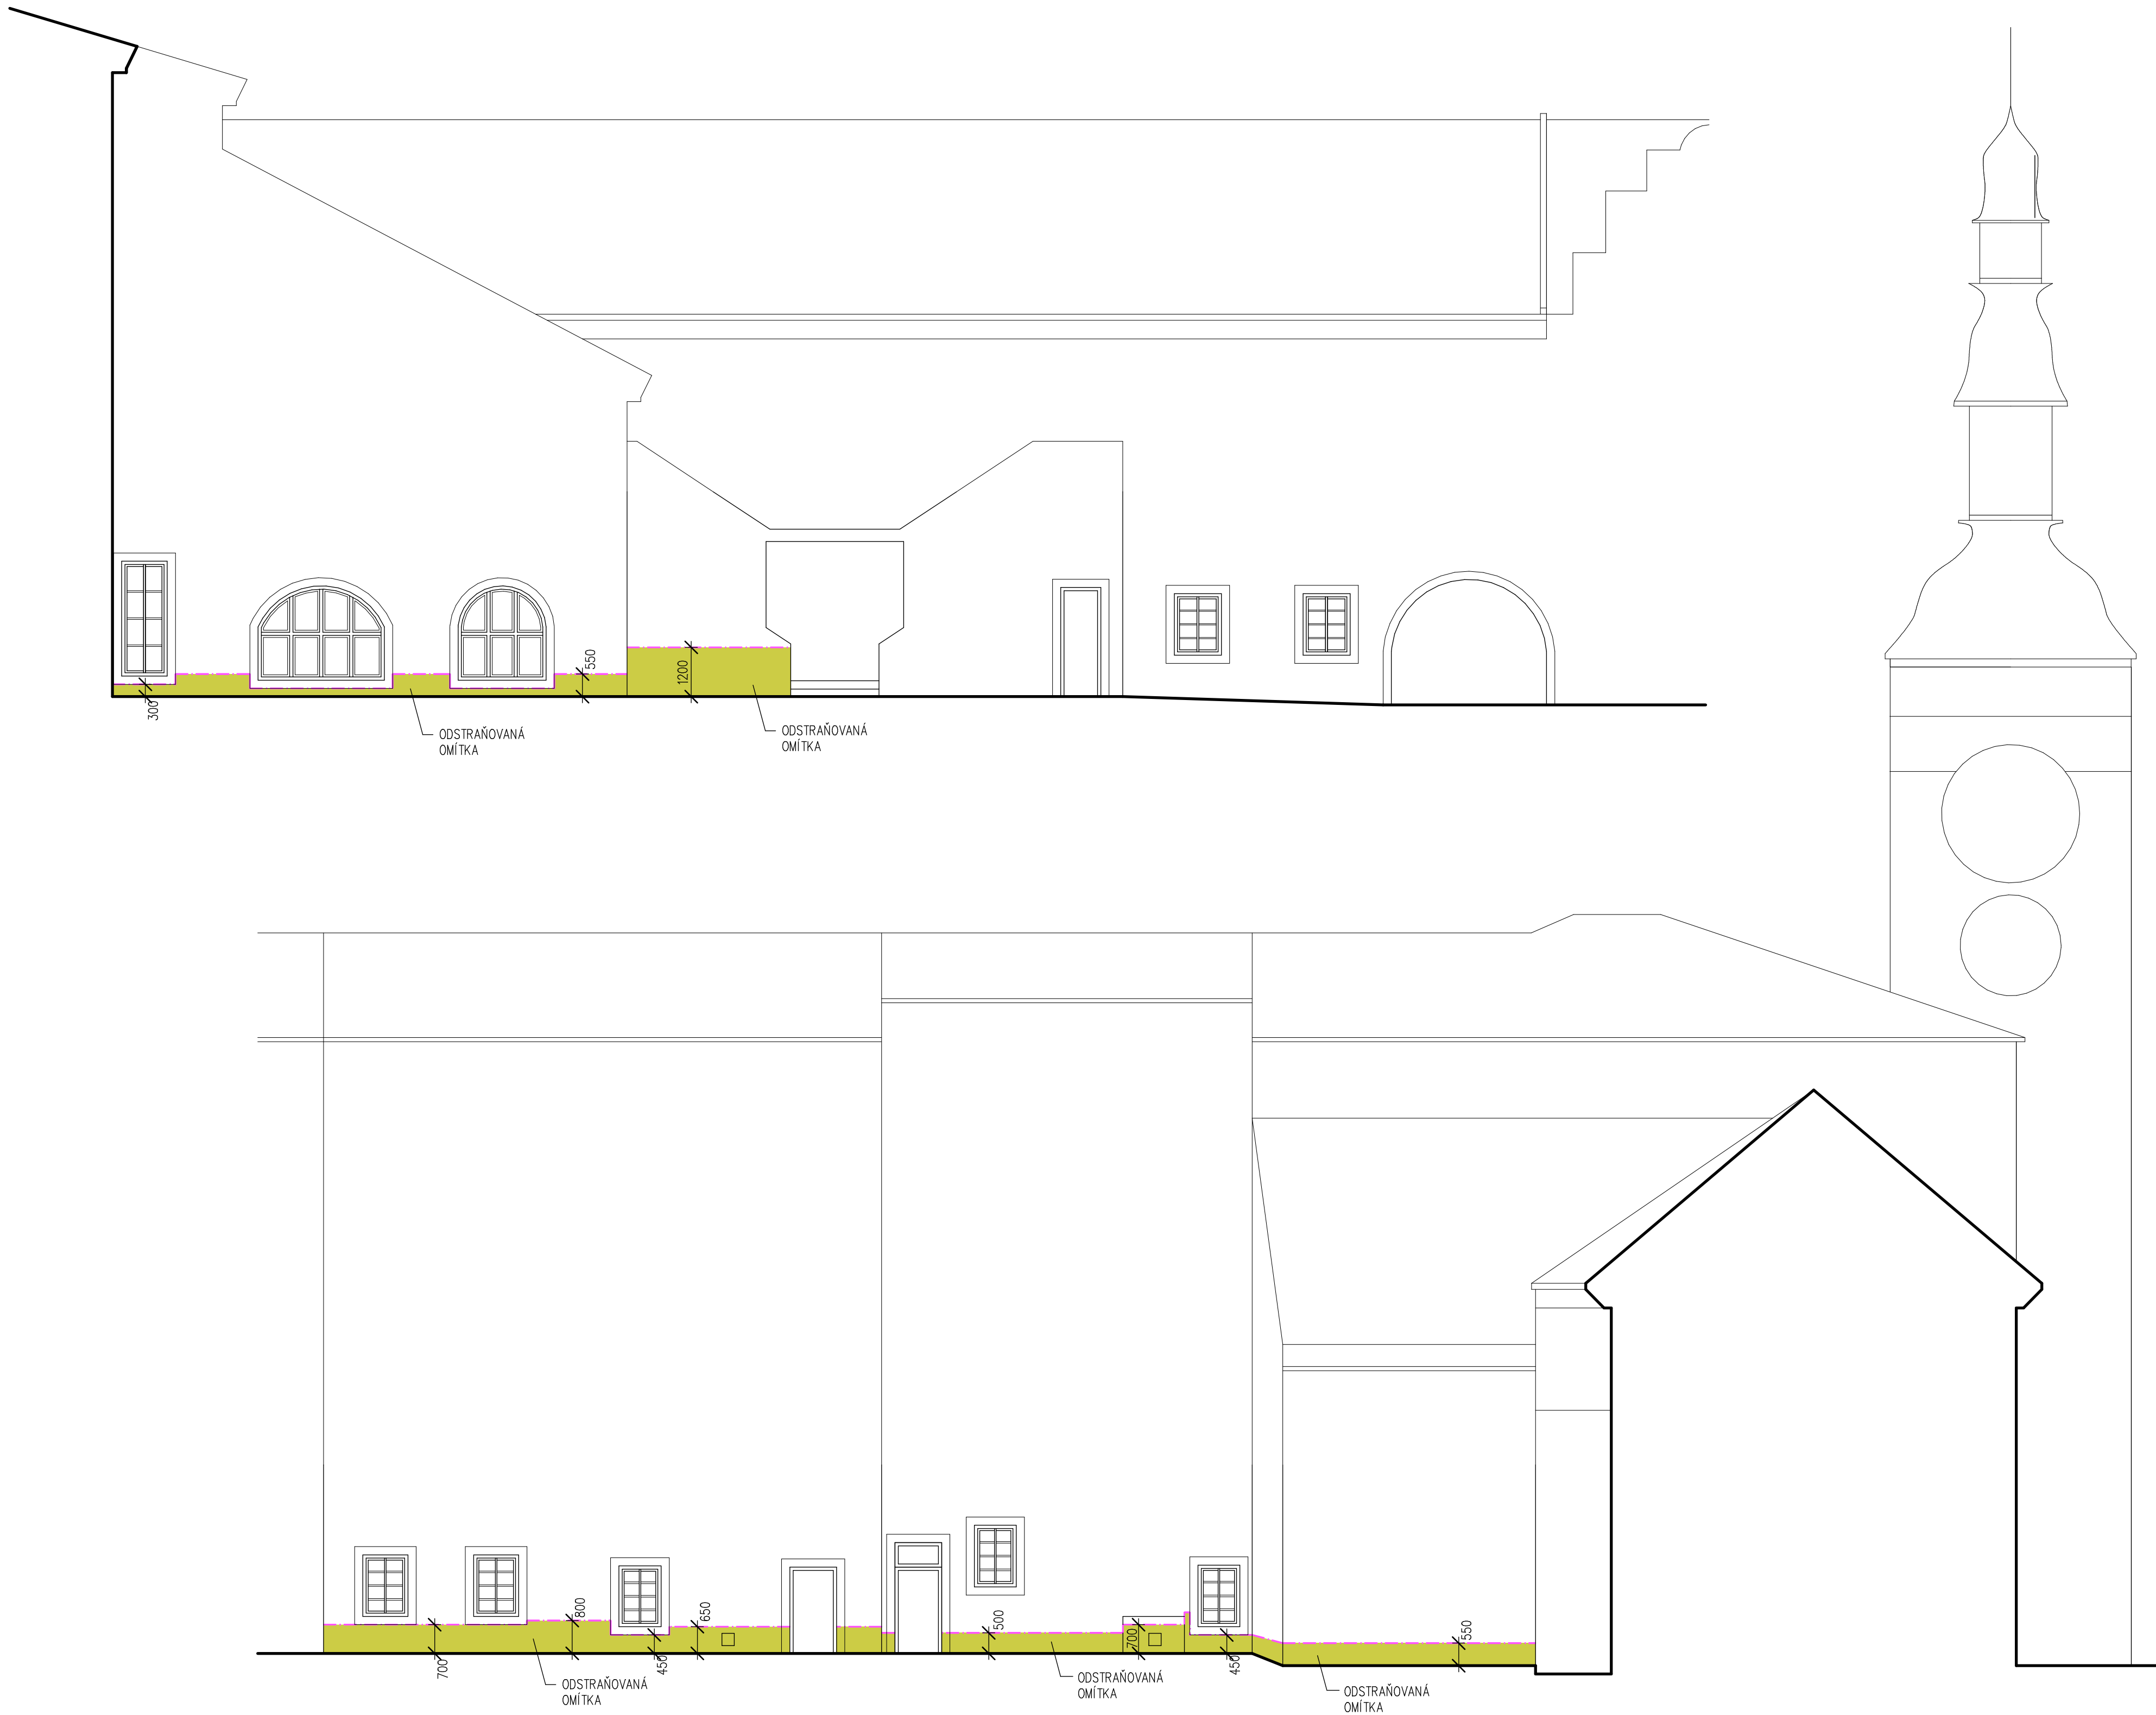 550
1200
300
ODSTRAŇOVANÁ
OMÍTKA
ODSTRAŇOVANÁ
OMÍTKA
700
800
450
650
500
700
450
550
ODSTRAŇOVANÁ
OMÍTKA
ODSTRAŇOVANÁ
OMÍTKA
ODSTRAŇOVANÁ
OMÍTKA